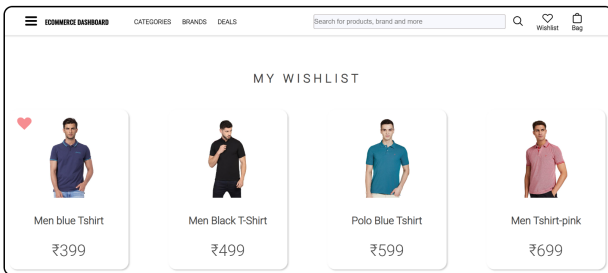 ECOMMERCE DASHBOARD CATEGORIES BRANDS DEALS Search for products, brand and more Wishlist Bag
MY WISHLIST
Men blue Tshirt Men Black T-Shirt Polo Blue Tshirt Men Tshirt-pink
₹399 ₹499 ₹599 ₹699